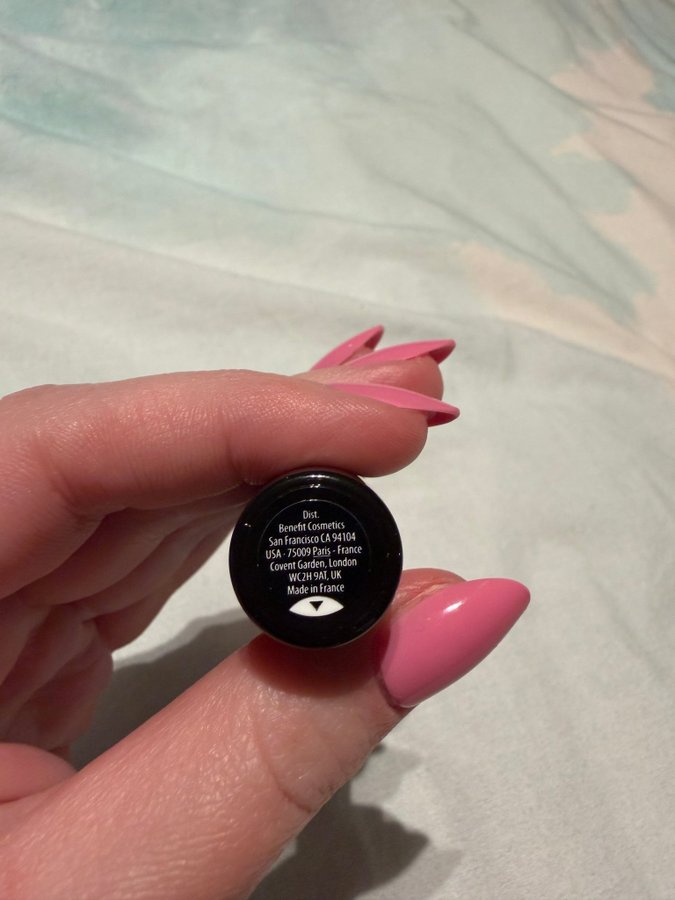 Dist.
Benefit Cosmetics
San Francisco CA 94104
USA · 75009 Paris - France
Covent Garden, London
WC2H 9AT, UK
Made in France